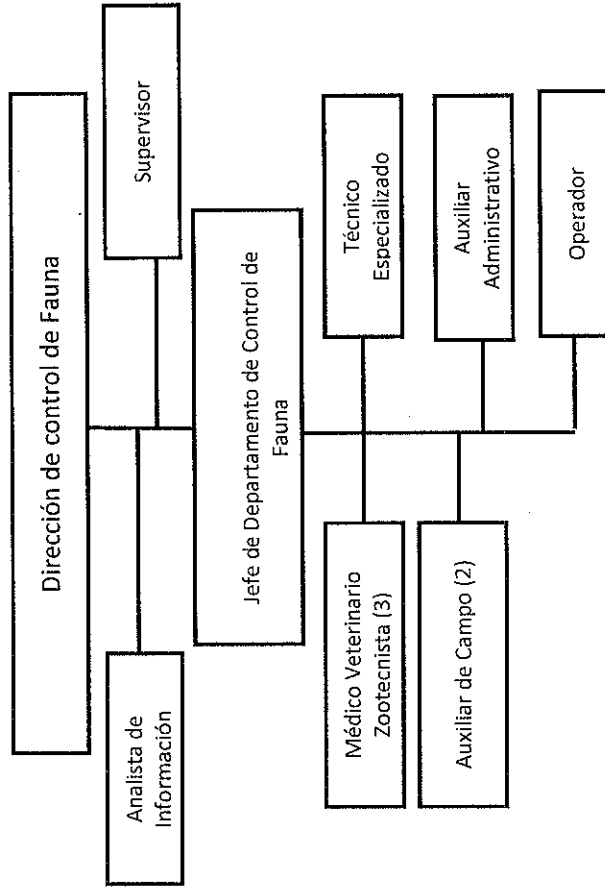 Dirección de control de Fauna
Analista de
Información
Supervisor
Jefe de Departamento de Control de
Fauna
Médico Veterinario
Zootecnista (3)
Técnico
Especializado
Auxiliar de Campo (2)
Auxiliar
Administrativo
Operador